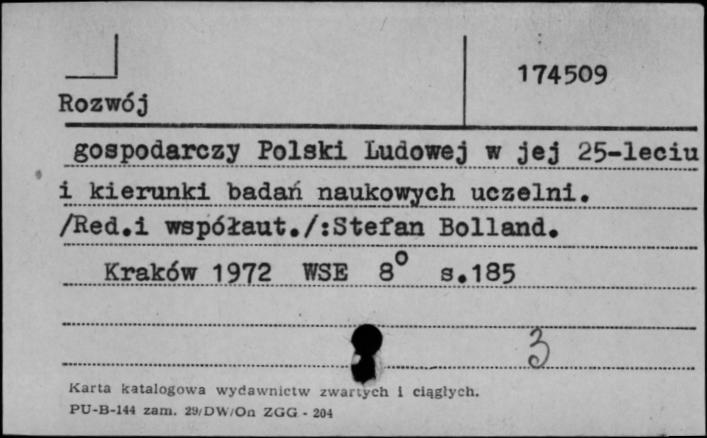 174509
Rozwój
gospodarczy Polski Ludowej w jej 25-leciu
i kierunki badań naukowych uczelni.
/Red.i współaut./:Stefan Bolland.
Kraków 1972 WSE 8° s.185
3
Karta katalogowa wydawnictw zwartych i ciągłych.
PU-B-144 zam. 29/DW/On ZGG - 204